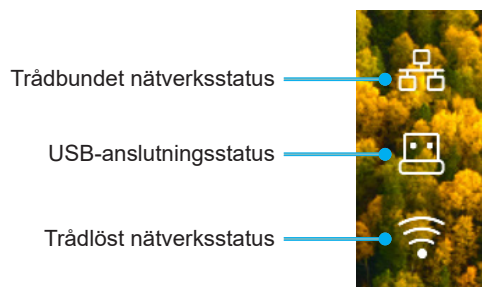 Trådbundet nätverksstatus
USB-anslutningsstatus
Trådlöst nätverksstatus